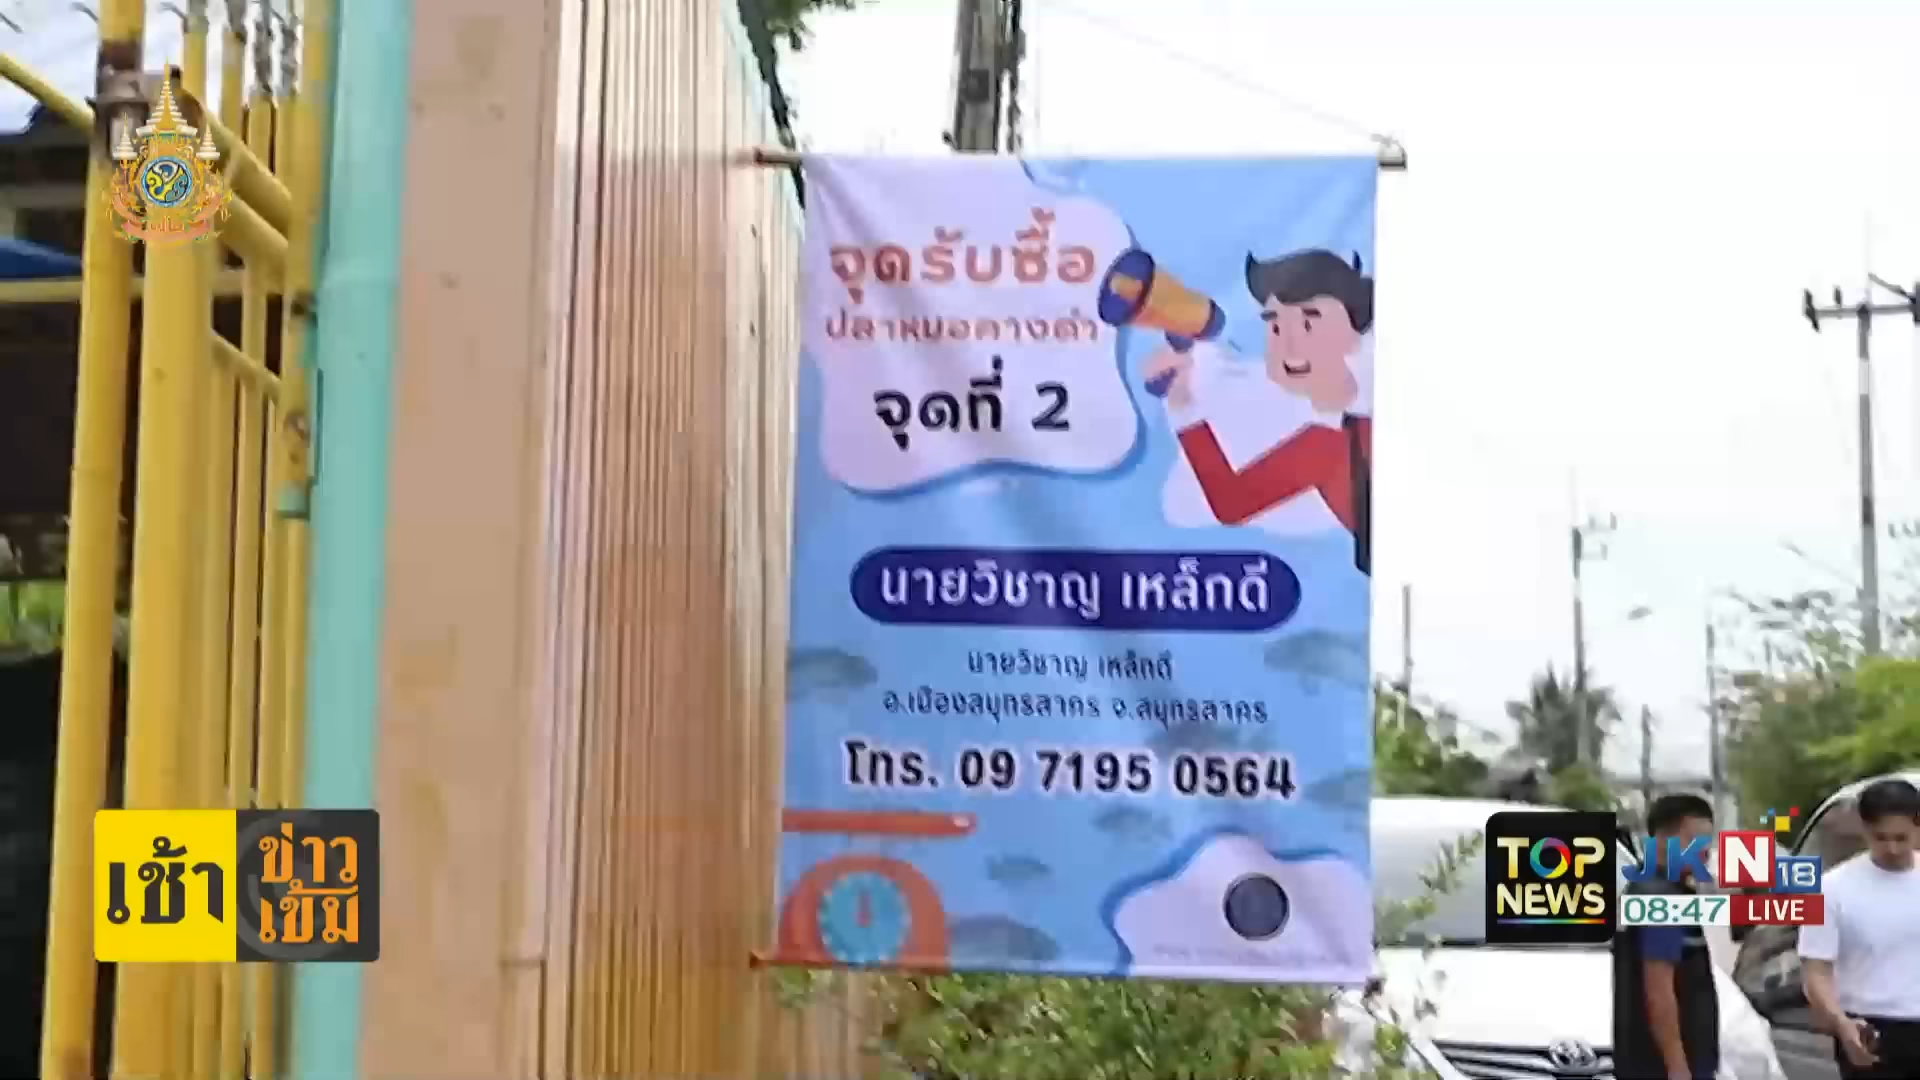 จุดรับซื้อ
ปลาหมอคางดำ
จุดที่ 2
นายวิชาญ เหล็กดี
นายวิชาญ เหล็กดี
อ.เมืองสมุทรสาคร จ.สมุทรสาคร
โทร. 09 7195 0564
เช้า
ข่าว
เข้ม
TOP
NEWS
JKN
18
08:47
LIVE